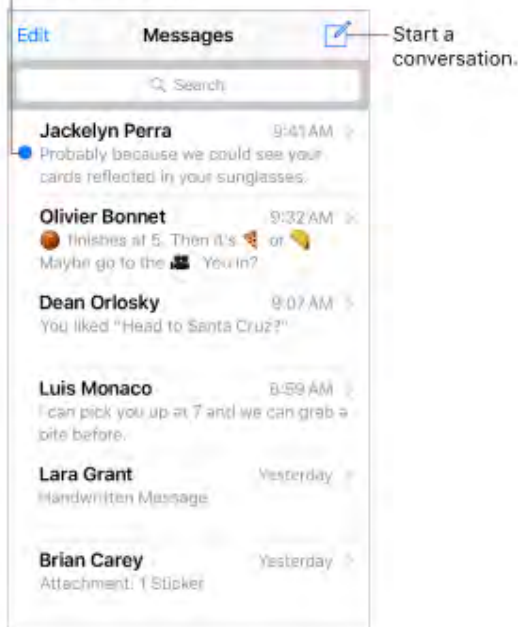 Edit Messages
Start a
conversation.
Search
Jackelyn Perra 9:41 AM
Probably because we could see your
cards reflected in your sunglasses.
Olivier Bonnet 9:32 AM
🏀 finishes at 5. Then it's 🍕 or 🌮
Maybe go to the 🎥 You in?
Dean Orlosky 9:07 AM
You liked "Head to Santa Cruz?"
Luis Monaco 8:59 AM
I can pick you up at 7 and we can grab a
bite before.
Lara Grant Yesterday
Handwritten Message
Brian Carey Yesterday
Attachment: 1 Sticker